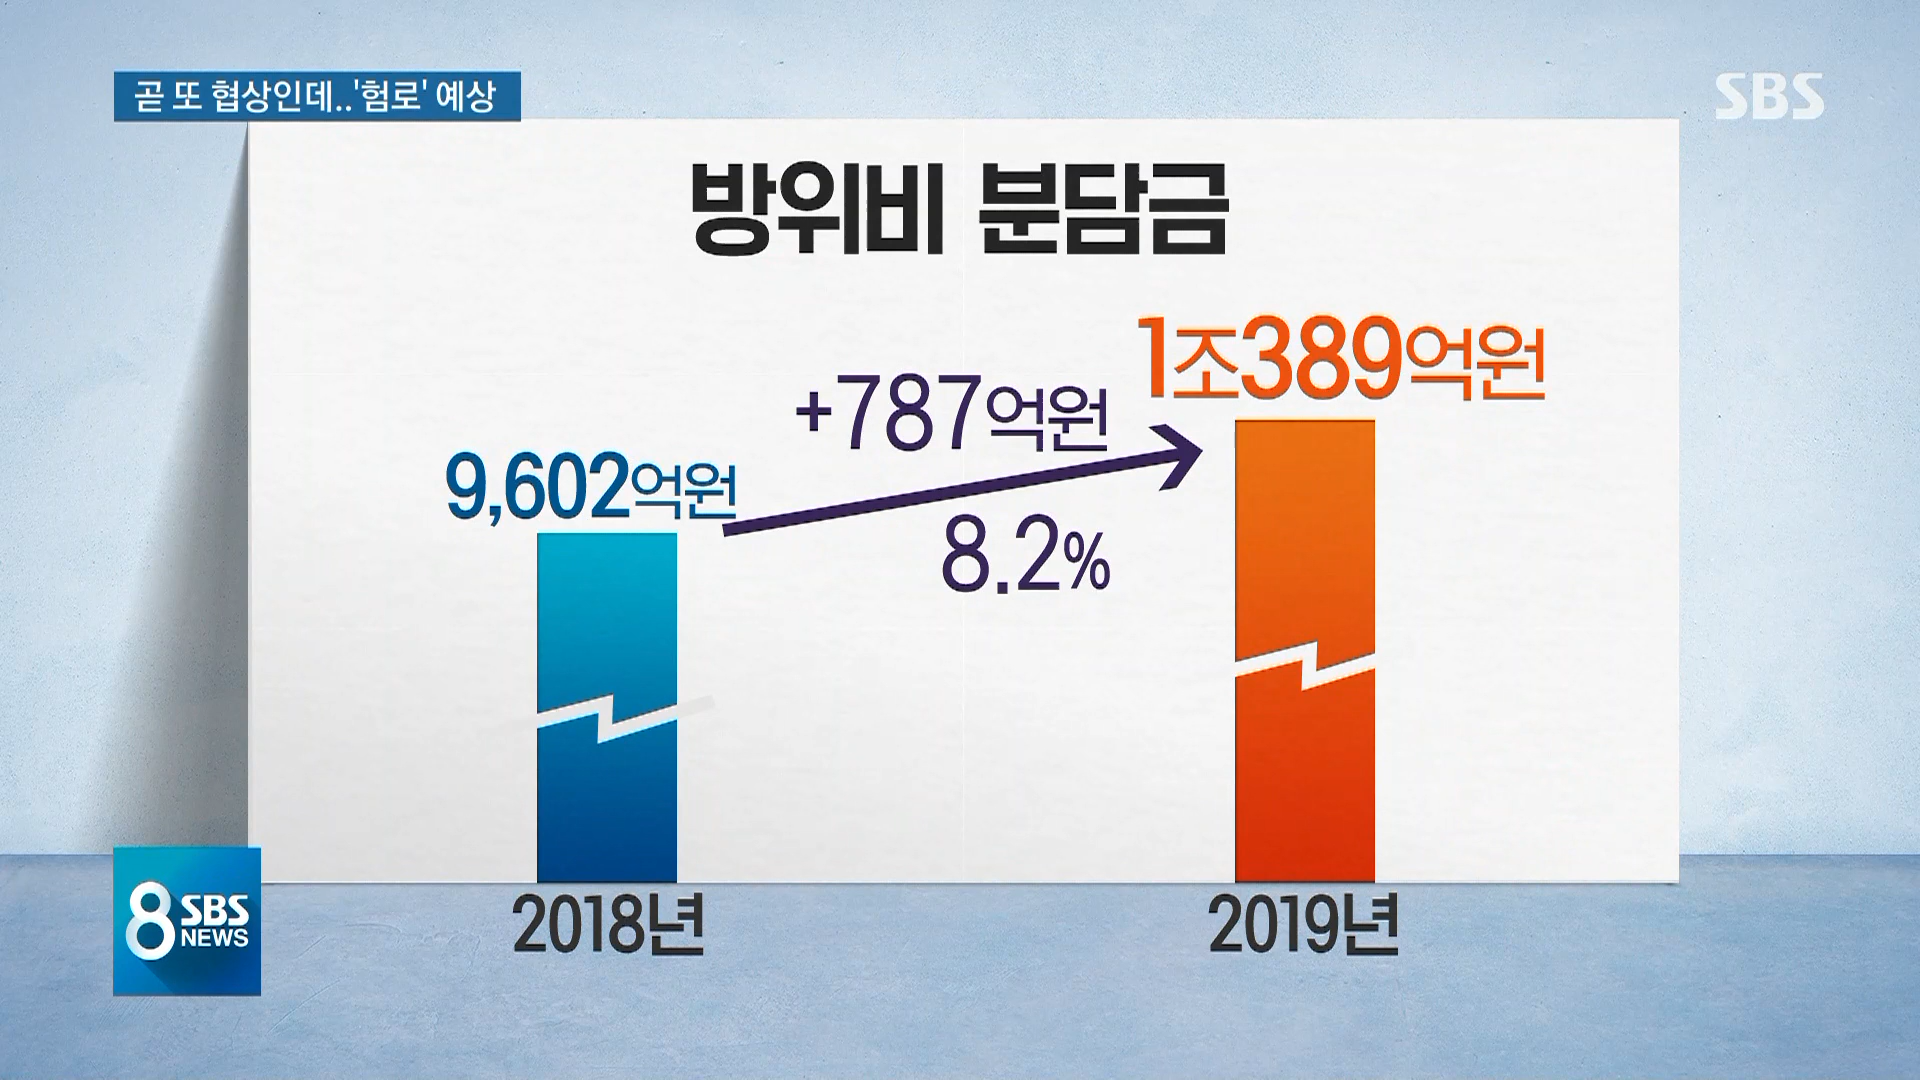 곧 또 협상인데..'험로' 예상
SBS
방위비 분담금
1조389억원
+787억원
9,602억원
8.2%
2018년
2019년
8 SBS
NEWS